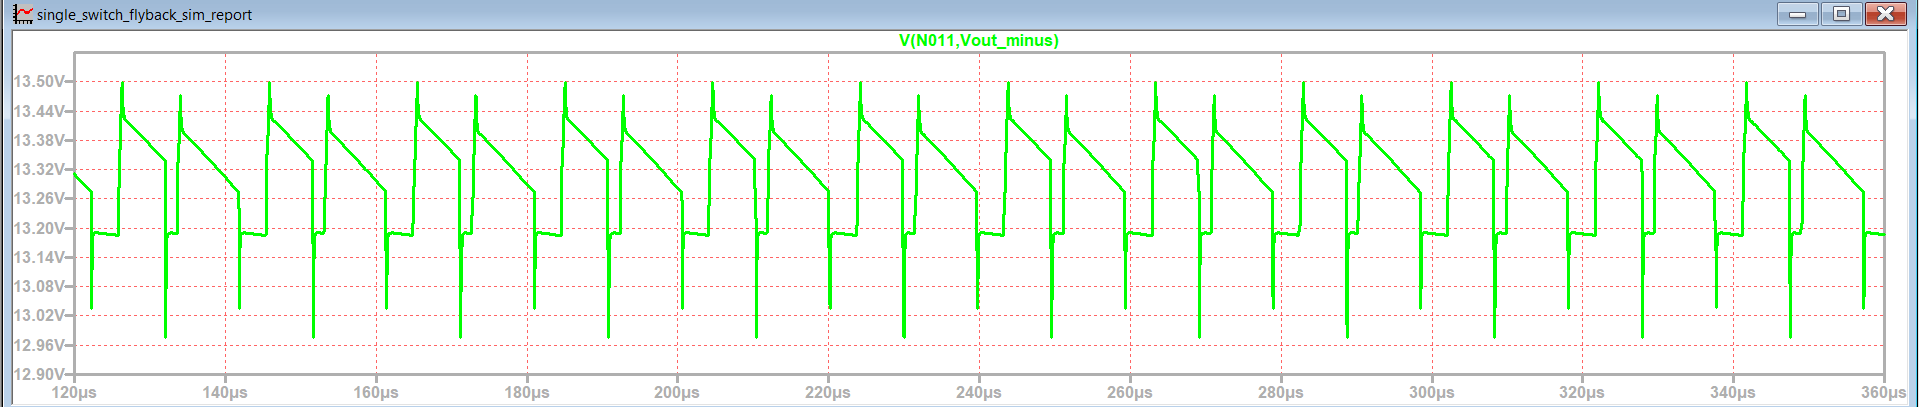 single_switch_flyback_sim_report
V(N011,Vout_minus)
13.50V
13.44V
13.38V
13.32V
13.26V
13.20V
13.14V
13.08V
13.02V
12.96V
12.90V
120µs 140µs 160µs 180µs 200µs 220µs 240µs 260µs 280µs 300µs 320µs 340µs 360µs